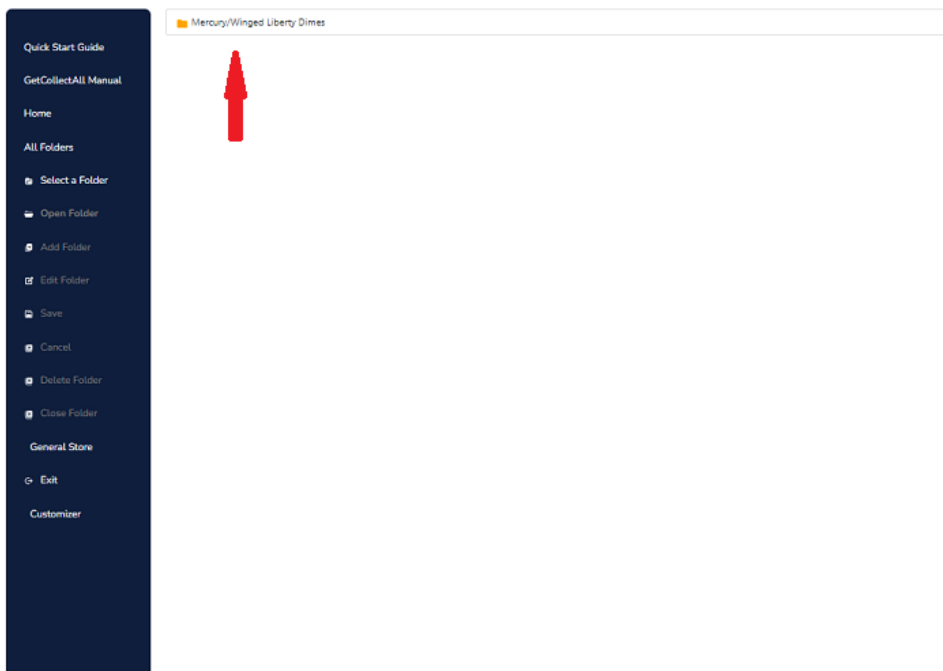 Quick Start Guide
GetCollectAll Manual
Home
All Folders
Select a Folder
Open Folder
Add Folder
Edit Folder
Save
Cancel
Delete Folder
Close Folder
General Store
Exit
Customizer
Mercury/Winged Liberty Dimes